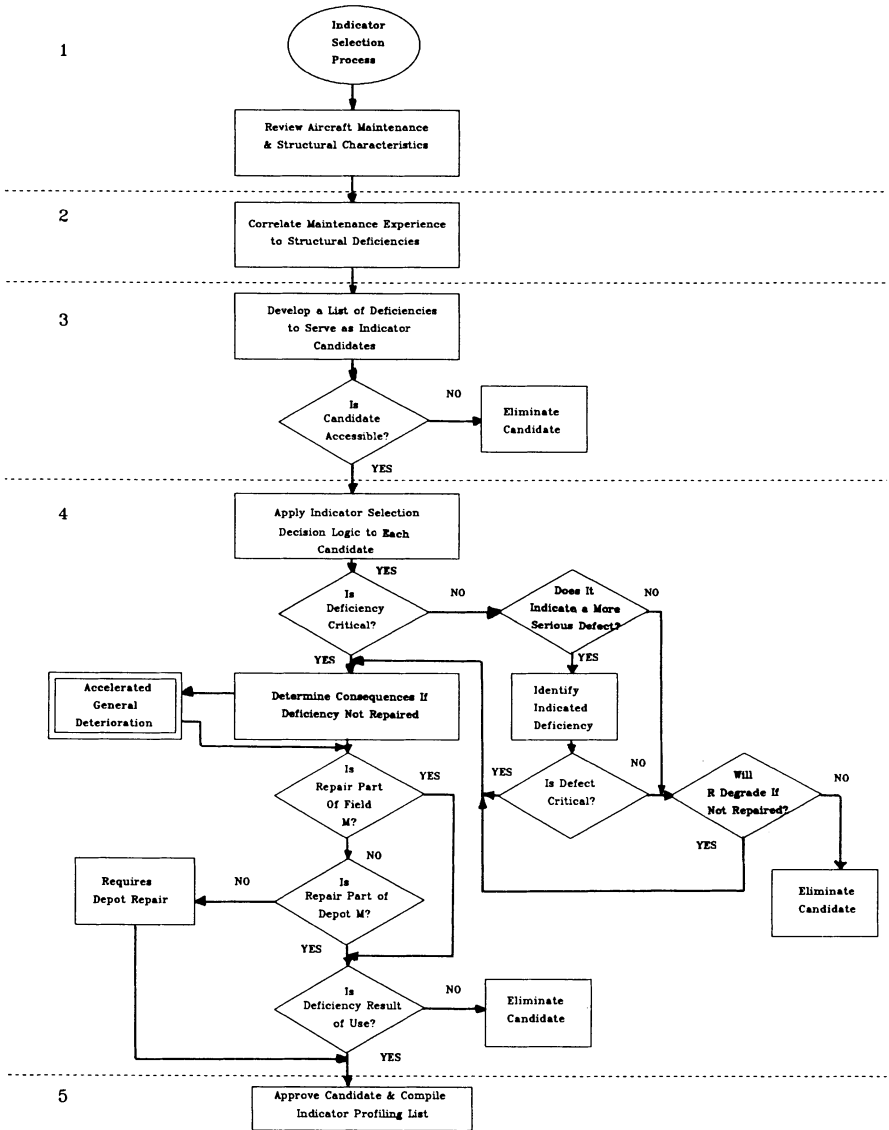 1
Indicator
Selection
Process
Review Aircraft Maintenance
& Structural Characteristics
2
Correlate Maintenance Experience
to Structural Deficiencies
3
Develop a List of Deficiencies
to Serve as Indicator
Candidates
Is
Candidate
Accessible?
NO
Eliminate
Candidate
YES
4
Apply Indicator Selection
Decision Logic to Each
Candidate
YES
Is
Deficiency
Critical?
NO
Does It
Indicate a More
Serious Defect?
NO
YES
YES
Accelerated
General
Deterioration
Determine Consequences If
Deficiency Not Repaired
Identify
Indicated
Deficiency
Is
Repair Part
Of Field
M?
YES
YES
Is Defect
Critical?
NO
Will
R Degrade If
Not Repaired?
NO
YES
NO
Requires
Depot Repair
NO
Is
Repair Part of
Depot M?
Eliminate
Candidate
YES
Is
Deficiency Result
of Use?
NO
Eliminate
Candidate
YES
5
Approve Candidate & Compile
Indicator Profiling List